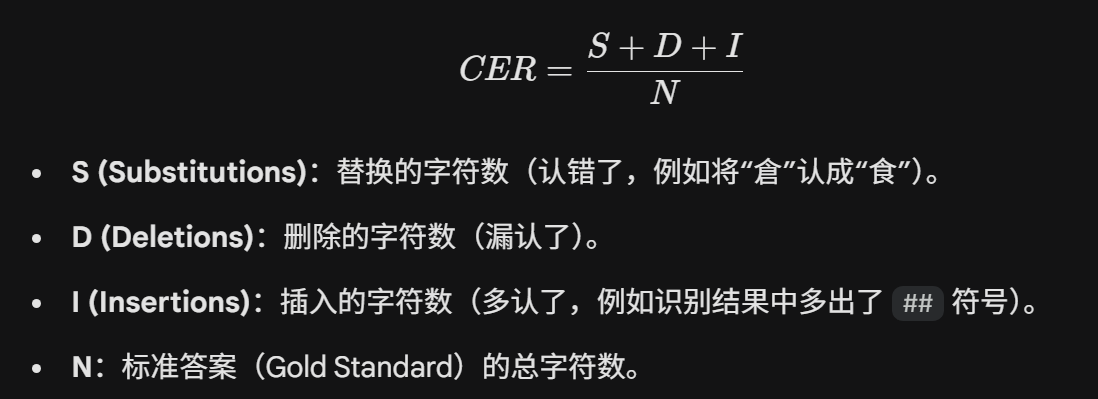 CER = \frac{S + D + I}{N}
• S (Substitutions)：替换的字符数（认错了，例如将“倉”认成“食”）。
• D (Deletions)：删除的字符数（漏认了）。
• I (Insertions)：插入的字符数（多认了，例如识别结果中多出了 ## 符号）。
• N：标准答案（Gold Standard）的总字符数。